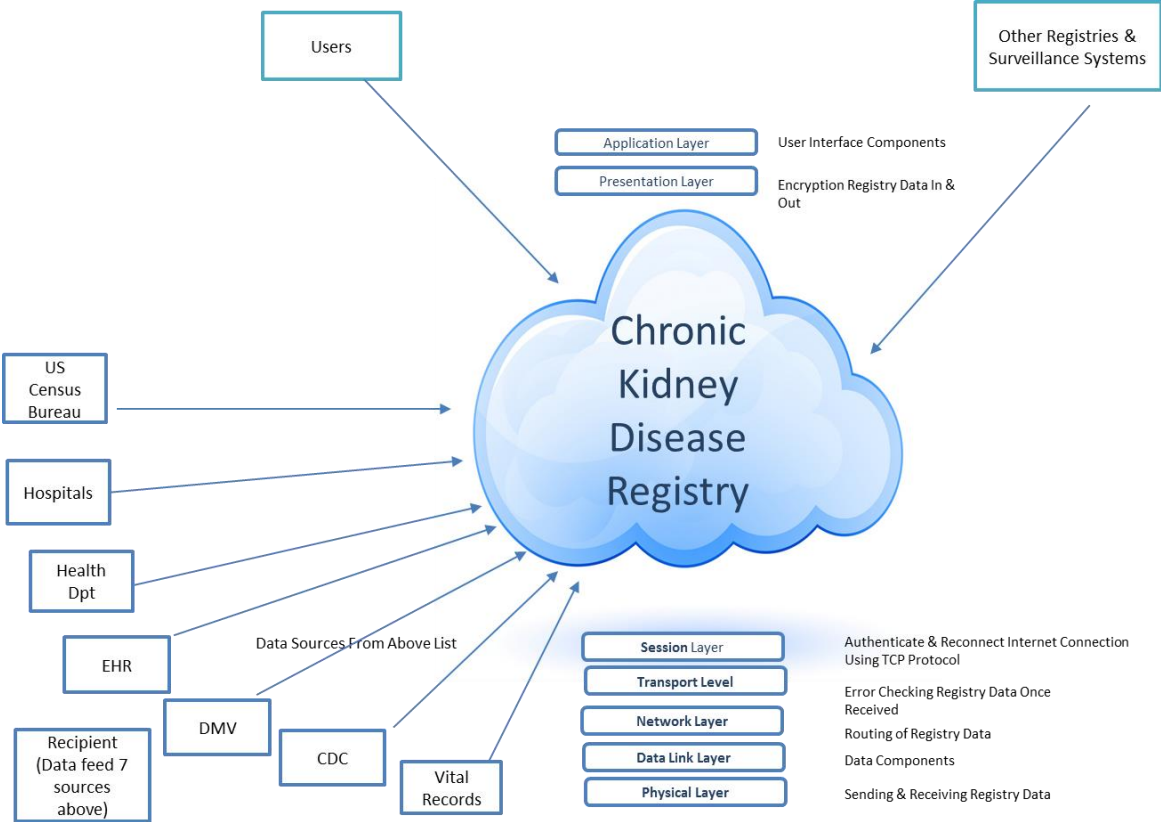 Users
Other Registries &
Surveillance Systems
Application Layer
User Interface Components
Presentation Layer
Encryption Registry Data In &
Out
Chronic
Kidney
Disease
Registry
US
Census
Bureau
Hospitals
Health
Dpt
EHR
Data Sources From Above List
DMV
CDC
Vital
Records
Recipient
(Data feed 7
sources
above)
Session Layer
Authenticate & Reconnect Internet Connection
Using TCP Protocol
Transport Level
Error Checking Registry Data Once
Received
Network Layer
Routing of Registry Data
Data Link Layer
Data Components
Physical Layer
Sending & Receiving Registry Data